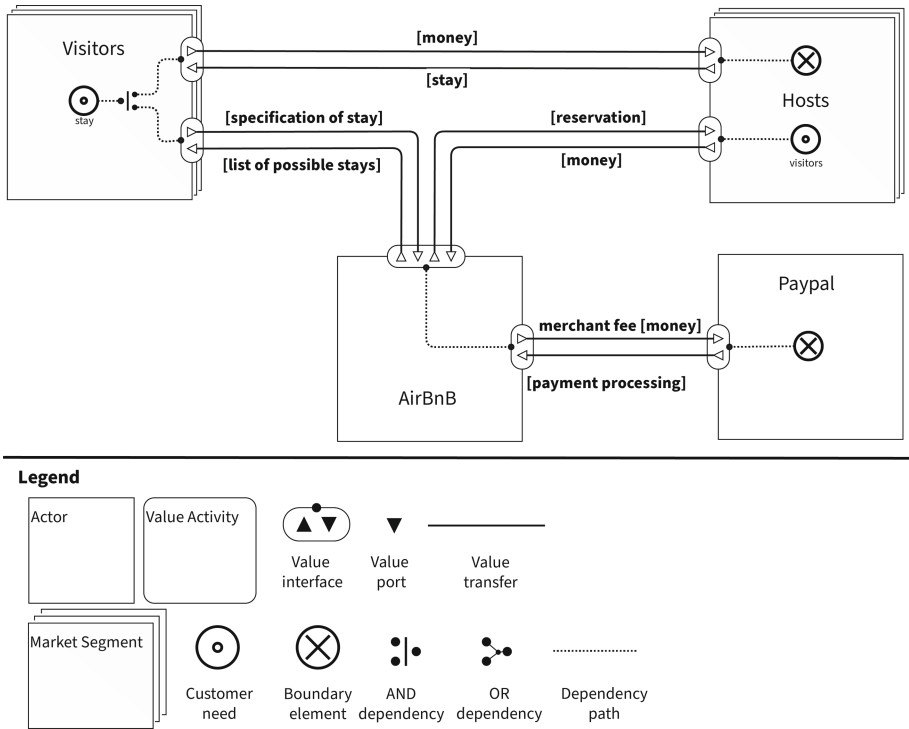 Visitors
stay
[money]
[stay]
Hosts
visitors
[specification of stay]
[list of possible stays]
[reservation]
[money]
AirBnB
merchant fee [money]
[payment processing]
Paypal
Legend
Actor
Value Activity
Value
interface
Value
port
Value
transfer
Market Segment
Customer
need
Boundary
element
AND
dependency
OR
dependency
Dependency
path